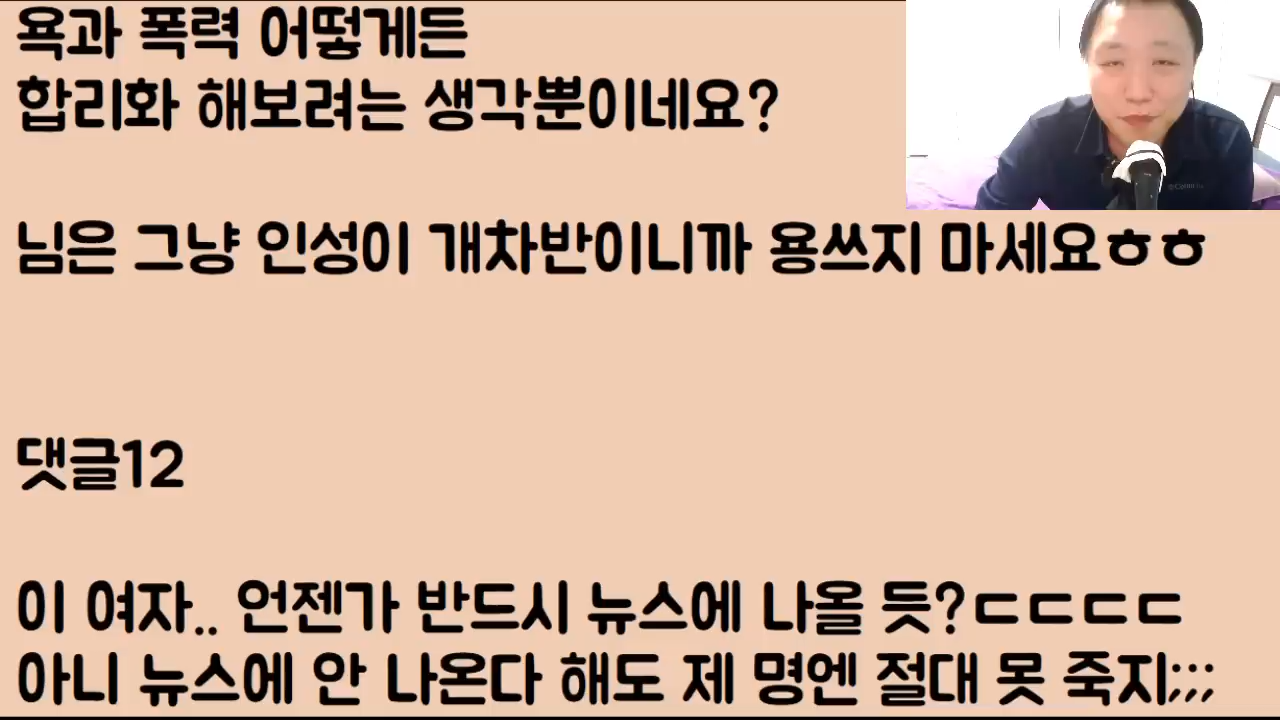 욕과 폭력 어떻게든
합리화 해보려는 생각뿐이네요?
님은 그냥 인성이 개차반이니까 용쓰지 마세요ㅎㅎ
댓글12
이 여자.. 언젠가 반드시 뉴스에 나올 듯?ㄷㄷㄷㄷ
아니 뉴스에 안 나온다 해도 제 명엔 절대 못 죽지;;;